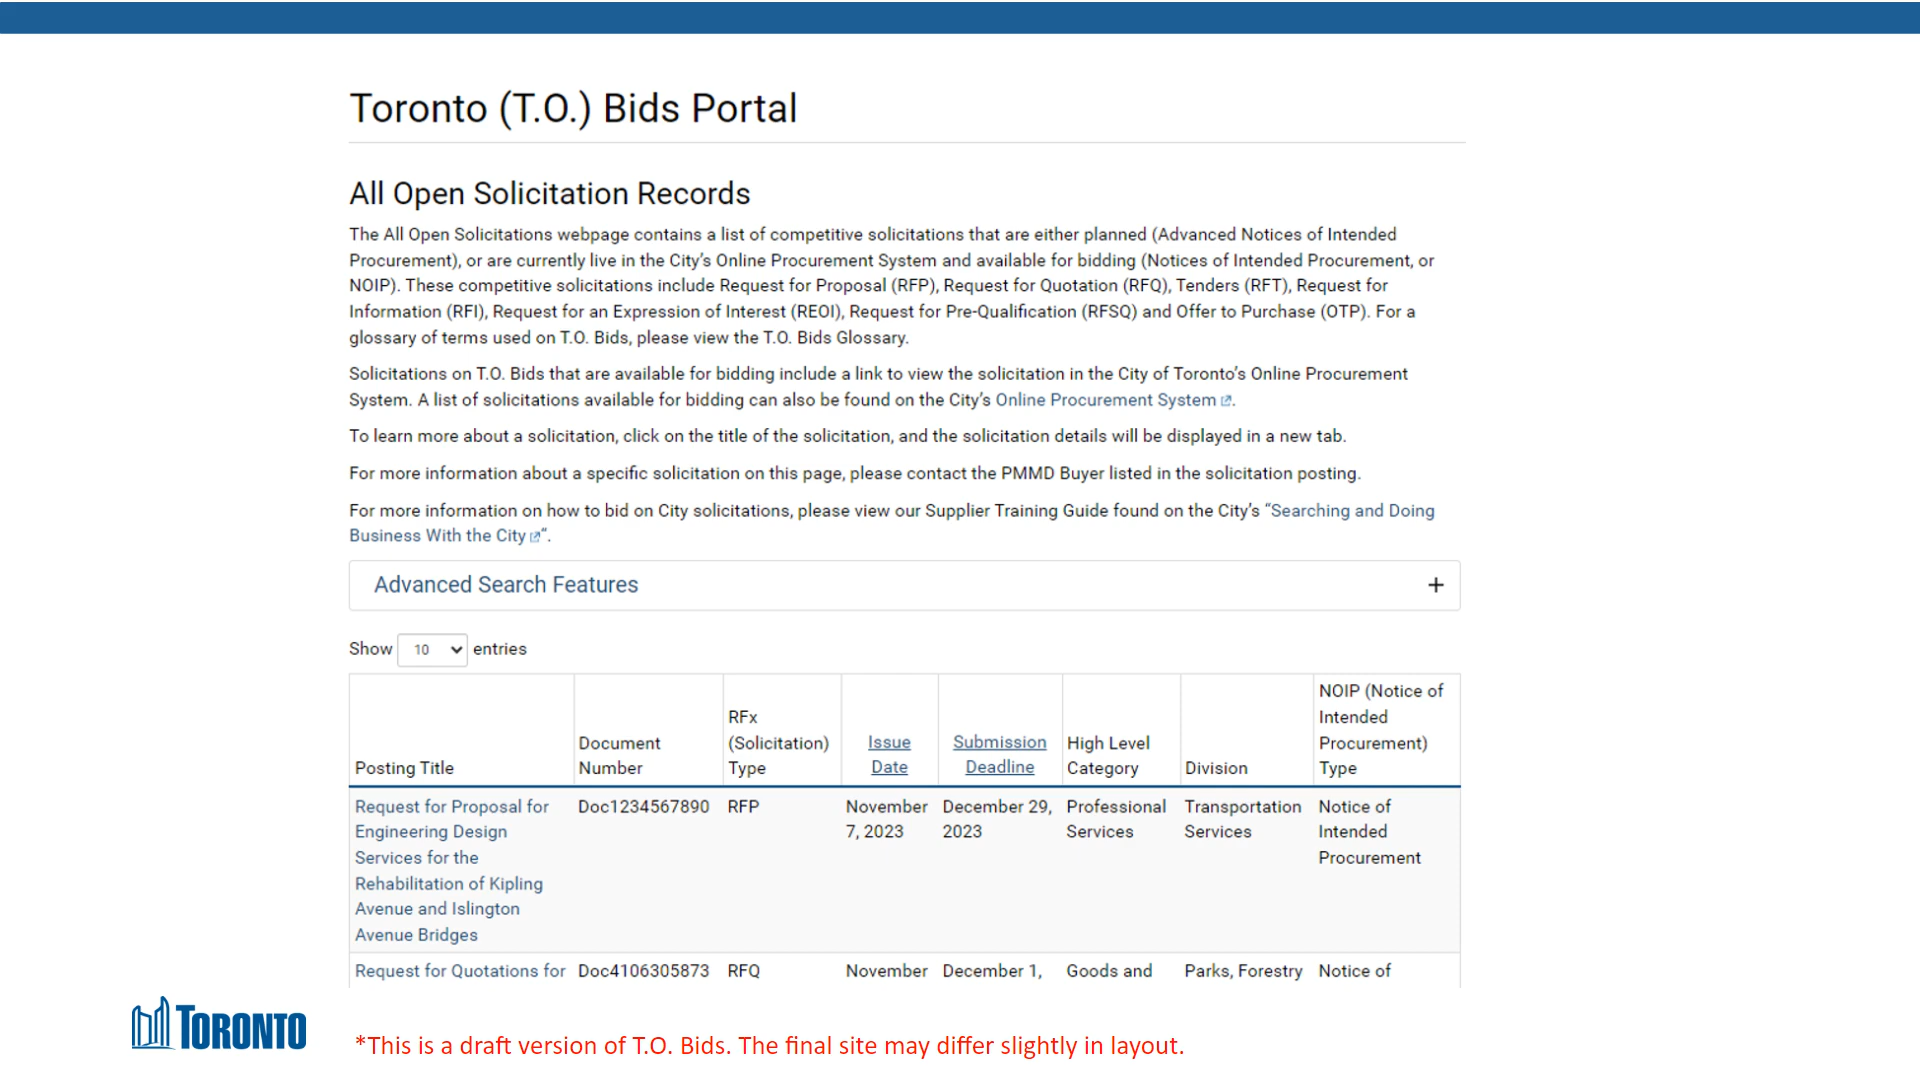 Toronto (T.O.) Bids Portal
All Open Solicitation Records
The All Open Solicitations webpage contains a list of competitive solicitations that are either planned (Advanced Notices of Intended
Procurement), or are currently live in the City's Online Procurement System and available for bidding (Notices of Intended Procurement, or
NOIP). These competitive solicitations include Request for Proposal (RFP), Request for Quotation (RFQ), Tenders (RFT), Request for
Information (RFI), Request for an Expression of Interest (REOI), Request for Pre-Qualification (RFSQ) and Offer to Purchase (OTP). For a
glossary of terms used on T.O. Bids, please view the T.O. Bids Glossary.
Solicitations on T.O. Bids that are available for bidding include a link to view the solicitation in the City of Toronto's Online Procurement
System. A list of solicitations available for bidding can also be found on the City's Online Procurement System.
To learn more about a solicitation, click on the title of the solicitation, and the solicitation details will be displayed in a new tab.
For more information about a specific solicitation on this page, please contact the PMMD Buyer listed in the solicitation posting.
For more information on how to bid on City solicitations, please view our Supplier Training Guide found on the City's “Searching and Doing
Business With the City“.
Advanced Search Features +
Show 10 entries
NOIP (Notice of
RFx Intended
Document (Solicitation) Issue Submission High Level Procurement)
Posting Title Number Type Date Deadline Category Division Type
Request for Proposal for Doc1234567890 RFP November December 29, Professional Transportation Notice of
Engineering Design 7, 2023 2023 Services Services Intended
Services for the Procurement
Rehabilitation of Kipling
Avenue and Islington
Avenue Bridges
Request for Quotations for Doc4106305873 RFQ November December 1, Goods and Parks, Forestry Notice of
TORONTO
*This is a draft version of T.O. Bids. The final site may differ slightly in layout.